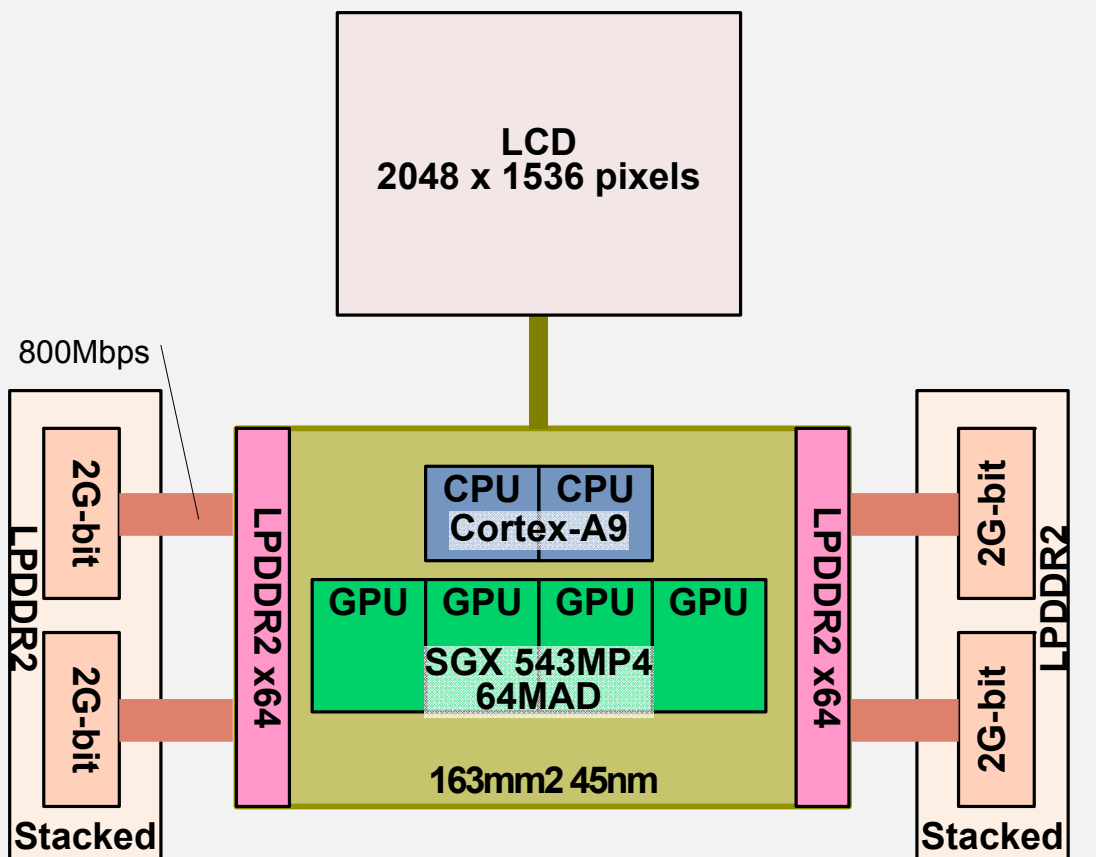 LCD
2048 x 1536 pixels
800Mbps
LPDDR2
2G-bit
2G-bit
Stacked
LPDDR2 x64
CPU CPU
Cortex-A9
GPU GPU GPU GPU
SGX 543MP4
64MAD
163mm2 45nm
LPDDR2 x64
2G-bit
2G-bit
LPDDR2
Stacked